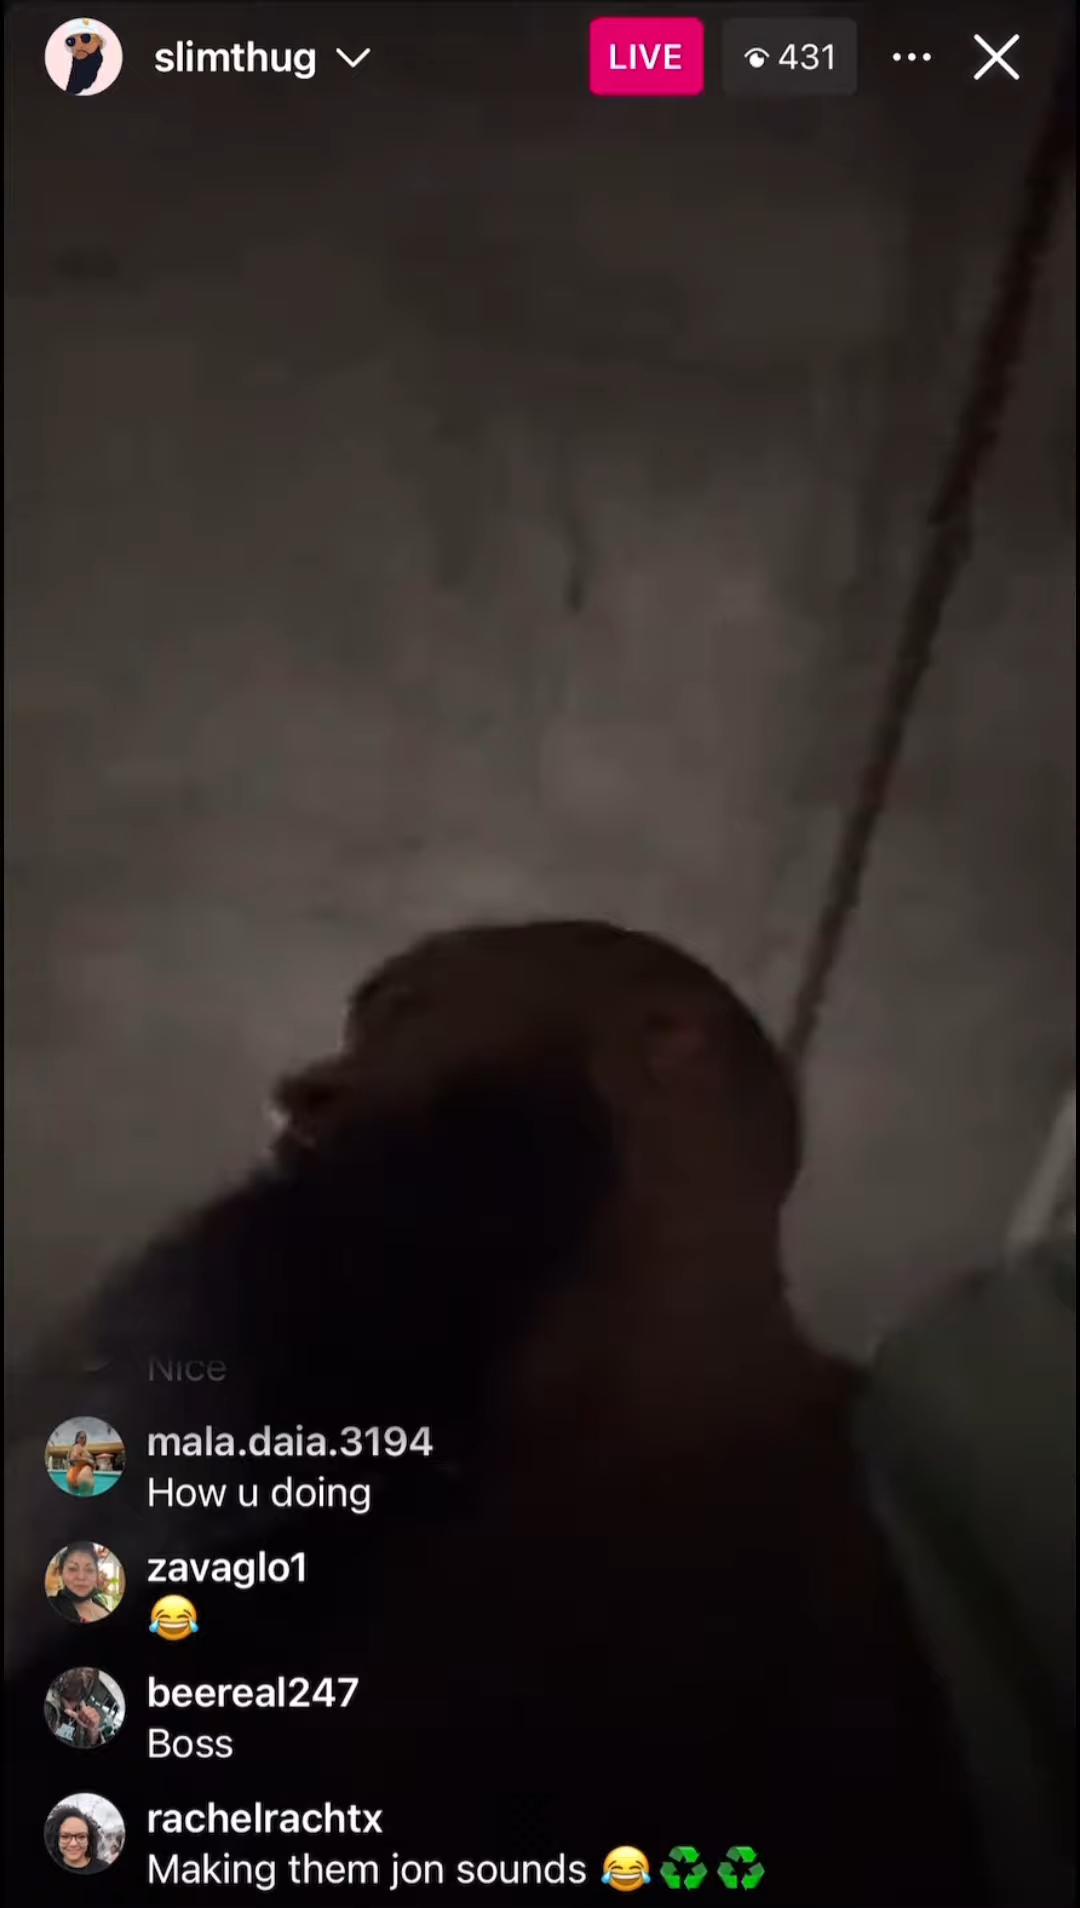 slimthug
LIVE
431
Nice
mala.daia.3194
How u doing
zavaglo1
😂
beereal247
Boss
rachelrachtx
Making them jon sounds 😂♻️♻️